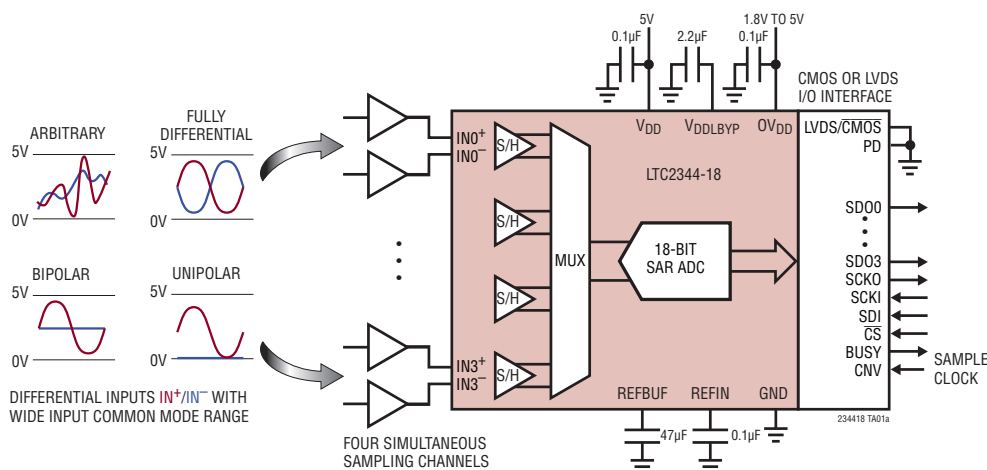 5V
1.8V TO 5V
0.1µF
2.2µF
0.1µF
CMOS OR LVDS
I/O INTERFACE
ARBITRARY
FULLY
DIFFERENTIAL
5V
0V
5V
0V
BIPOLAR
UNIPOLAR
5V
0V
5V
0V
DIFFERENTIAL INPUTS IN+/IN− WITH
WIDE INPUT COMMON MODE RANGE
FOUR SIMULTANEOUS
SAMPLING CHANNELS
IN0+
IN0−
IN3+
IN3−
S/H
S/H
S/H
S/H
MUX
VDD
VDDLBYP
OVDD
LTC2344-18
18-BIT
SAR ADC
REFBUF
REFIN
GND
47µF
0.1µF
LVDS/CMOS
PD
SDO0
SDO3
SCKO
SCKI
SDI
CS
BUSY
CNV
SAMPLE
CLOCK
234418 TA01a